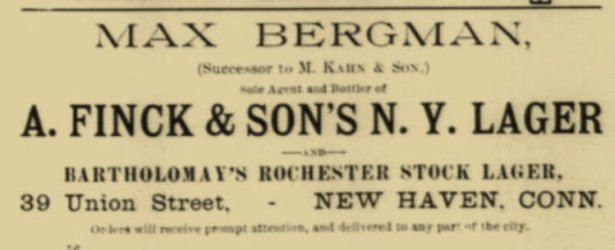 MAX BERGMAN,
(Successor to M. KAHN & SON.)
Sole Agent and Bottler of
A. FINCK & SON'S N. Y. LAGER
—AND—
BARTHOLOMAY'S ROCHESTER STOCK LAGER,
39 Union Street, - NEW HAVEN, CONN.
Orders will receive prompt attention, and delivered to any part of the city.